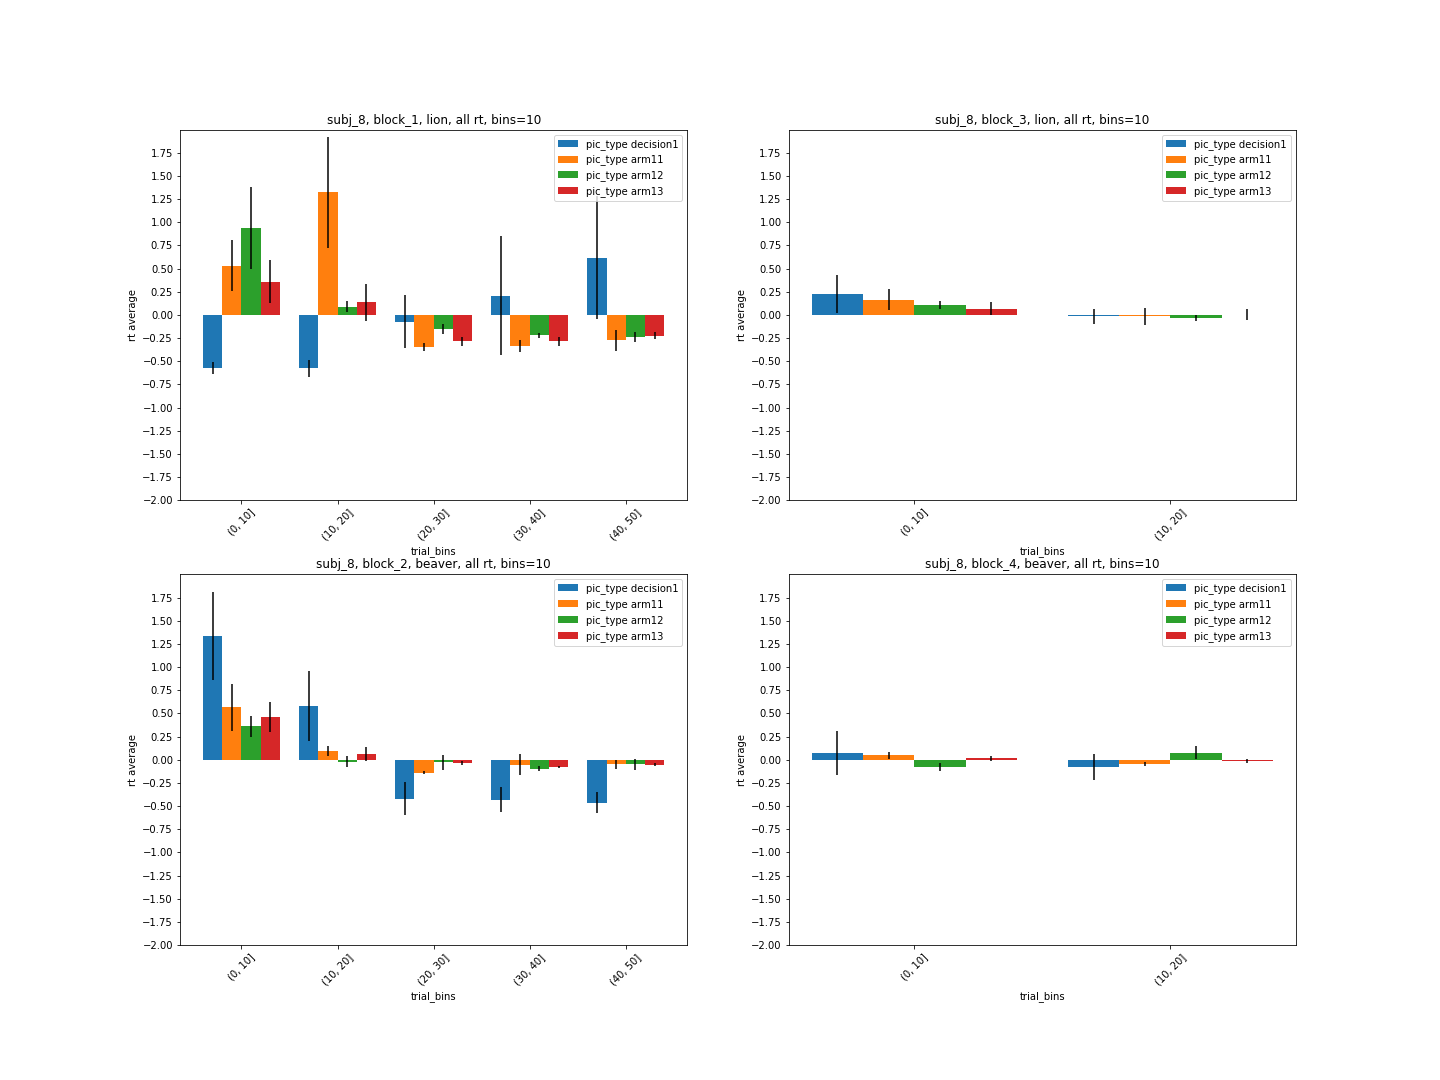 subj_8, block_1, lion, all rt, bins=10
pic_type decision1
pic_type arm11
pic_type arm12
pic_type arm13
1.75
1.50
1.25
1.00
0.75
0.50
0.25
0.00
−0.25
−0.50
−0.75
−1.00
−1.25
−1.50
−1.75
−2.00
rt average
(0, 10]
(10, 20]
(20, 30]
(30, 40]
(40, 50]
trial_bins
subj_8, block_3, lion, all rt, bins=10
pic_type decision1
pic_type arm11
pic_type arm12
pic_type arm13
1.75
1.50
1.25
1.00
0.75
0.50
0.25
0.00
−0.25
−0.50
−0.75
−1.00
−1.25
−1.50
−1.75
−2.00
rt average
(0, 10]
(10, 20]
trial_bins
subj_8, block_2, beaver, all rt, bins=10
pic_type decision1
pic_type arm11
pic_type arm12
pic_type arm13
1.75
1.50
1.25
1.00
0.75
0.50
0.25
0.00
−0.25
−0.50
−0.75
−1.00
−1.25
−1.50
−1.75
−2.00
rt average
(0, 10]
(10, 20]
(20, 30]
(30, 40]
(40, 50]
trial_bins
subj_8, block_4, beaver, all rt, bins=10
pic_type decision1
pic_type arm11
pic_type arm12
pic_type arm13
1.75
1.50
1.25
1.00
0.75
0.50
0.25
0.00
−0.25
−0.50
−0.75
−1.00
−1.25
−1.50
−1.75
−2.00
rt average
(0, 10]
(10, 20]
trial_bins